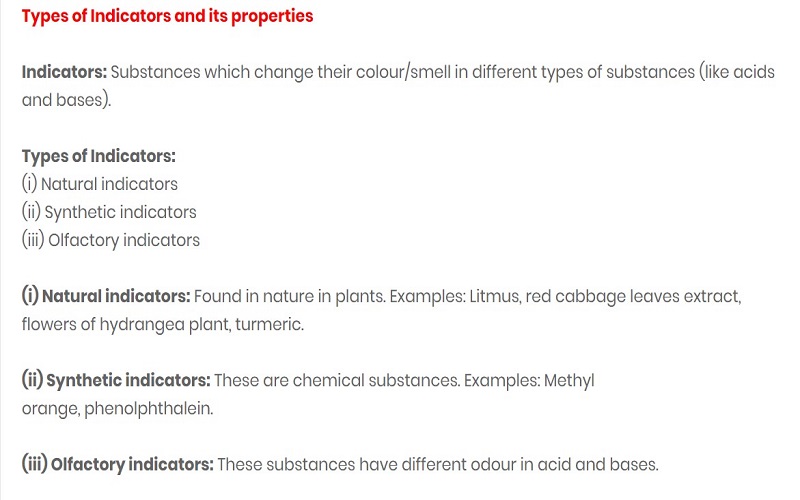 Types of Indicators and its properties
Indicators: Substances which change their colour/smell in different types of substances (like acids
and bases).
Types of Indicators:
(i) Natural indicators
(ii) Synthetic indicators
(iii) Olfactory indicators
(i) Natural indicators: Found in nature in plants. Examples: Litmus, red cabbage leaves extract,
flowers of hydrangea plant, turmeric.
(ii) Synthetic indicators: These are chemical substances. Examples: Methyl
orange, phenolphthalein.
(iii) Olfactory indicators: These substances have different odour in acid and bases.